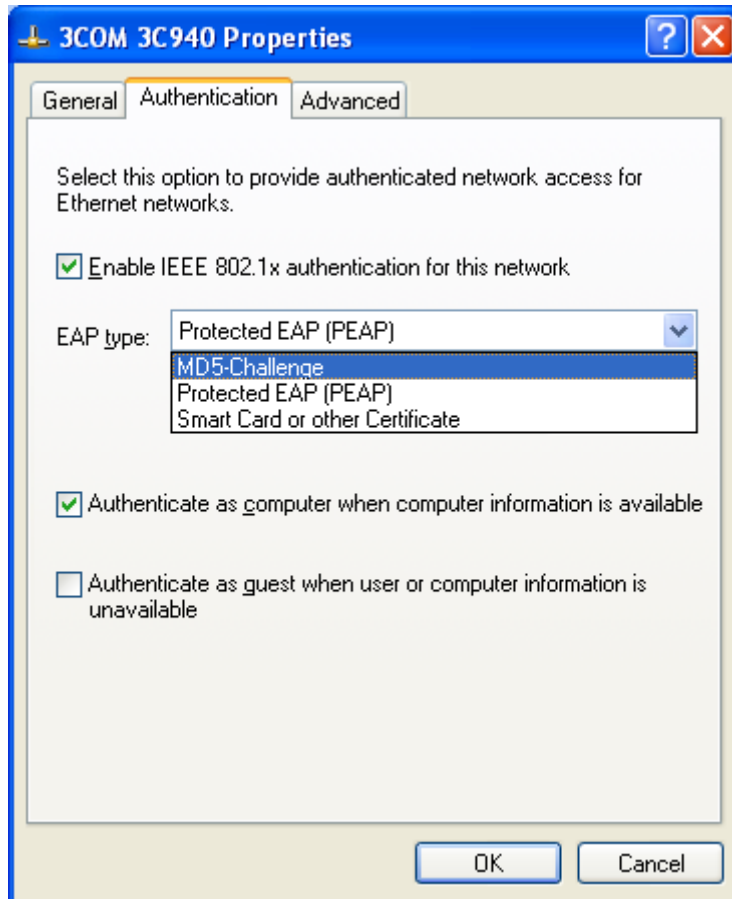 3COM 3C940 Properties
General Authentication Advanced
Select this option to provide authenticated network access for
Ethernet networks.
Enable IEEE 802.1x authentication for this network
EAP type: Protected EAP (PEAP)
MD5-Challenge
Protected EAP (PEAP)
Smart Card or other Certificate
Authenticate as computer when computer information is available
Authenticate as guest when user or computer information is
unavailable
OK Cancel